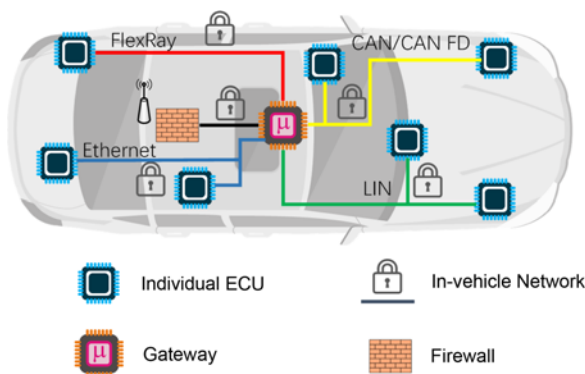 FlexRay
CAN/CAN FD
μ
Ethernet
LIN
Individual ECU
In-vehicle Network
μ
Gateway
Firewall